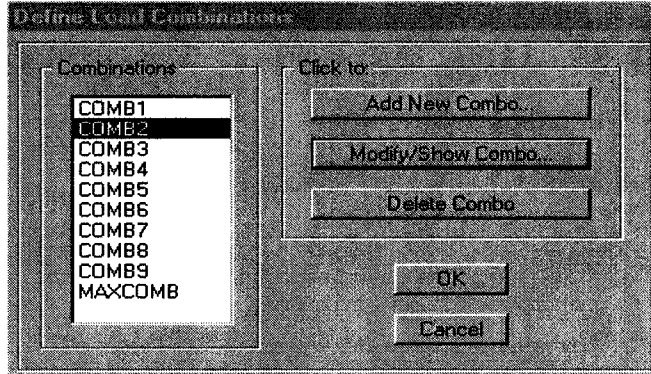 Define Load Combinations
Combinations
COMB1
COMB2
COMB3
COMB4
COMB5
COMB6
COMB7
COMB8
COMB9
MAXCOMB
Click to:
Add New Combo...
Modify/Show Combo...
Delete Combo
OK
Cancel